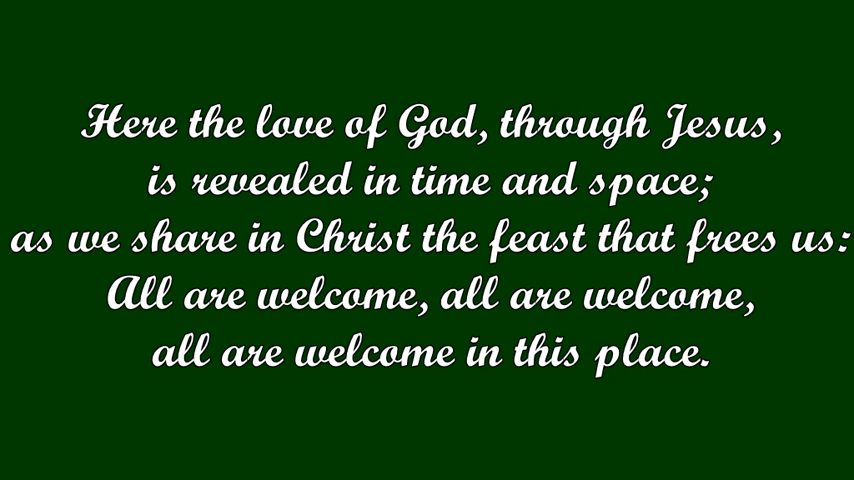 Here the love of God, through Jesus,
is revealed in time and space;
as we share in Christ the feast that frees us:
All are welcome, all are welcome,
all are welcome in this place.